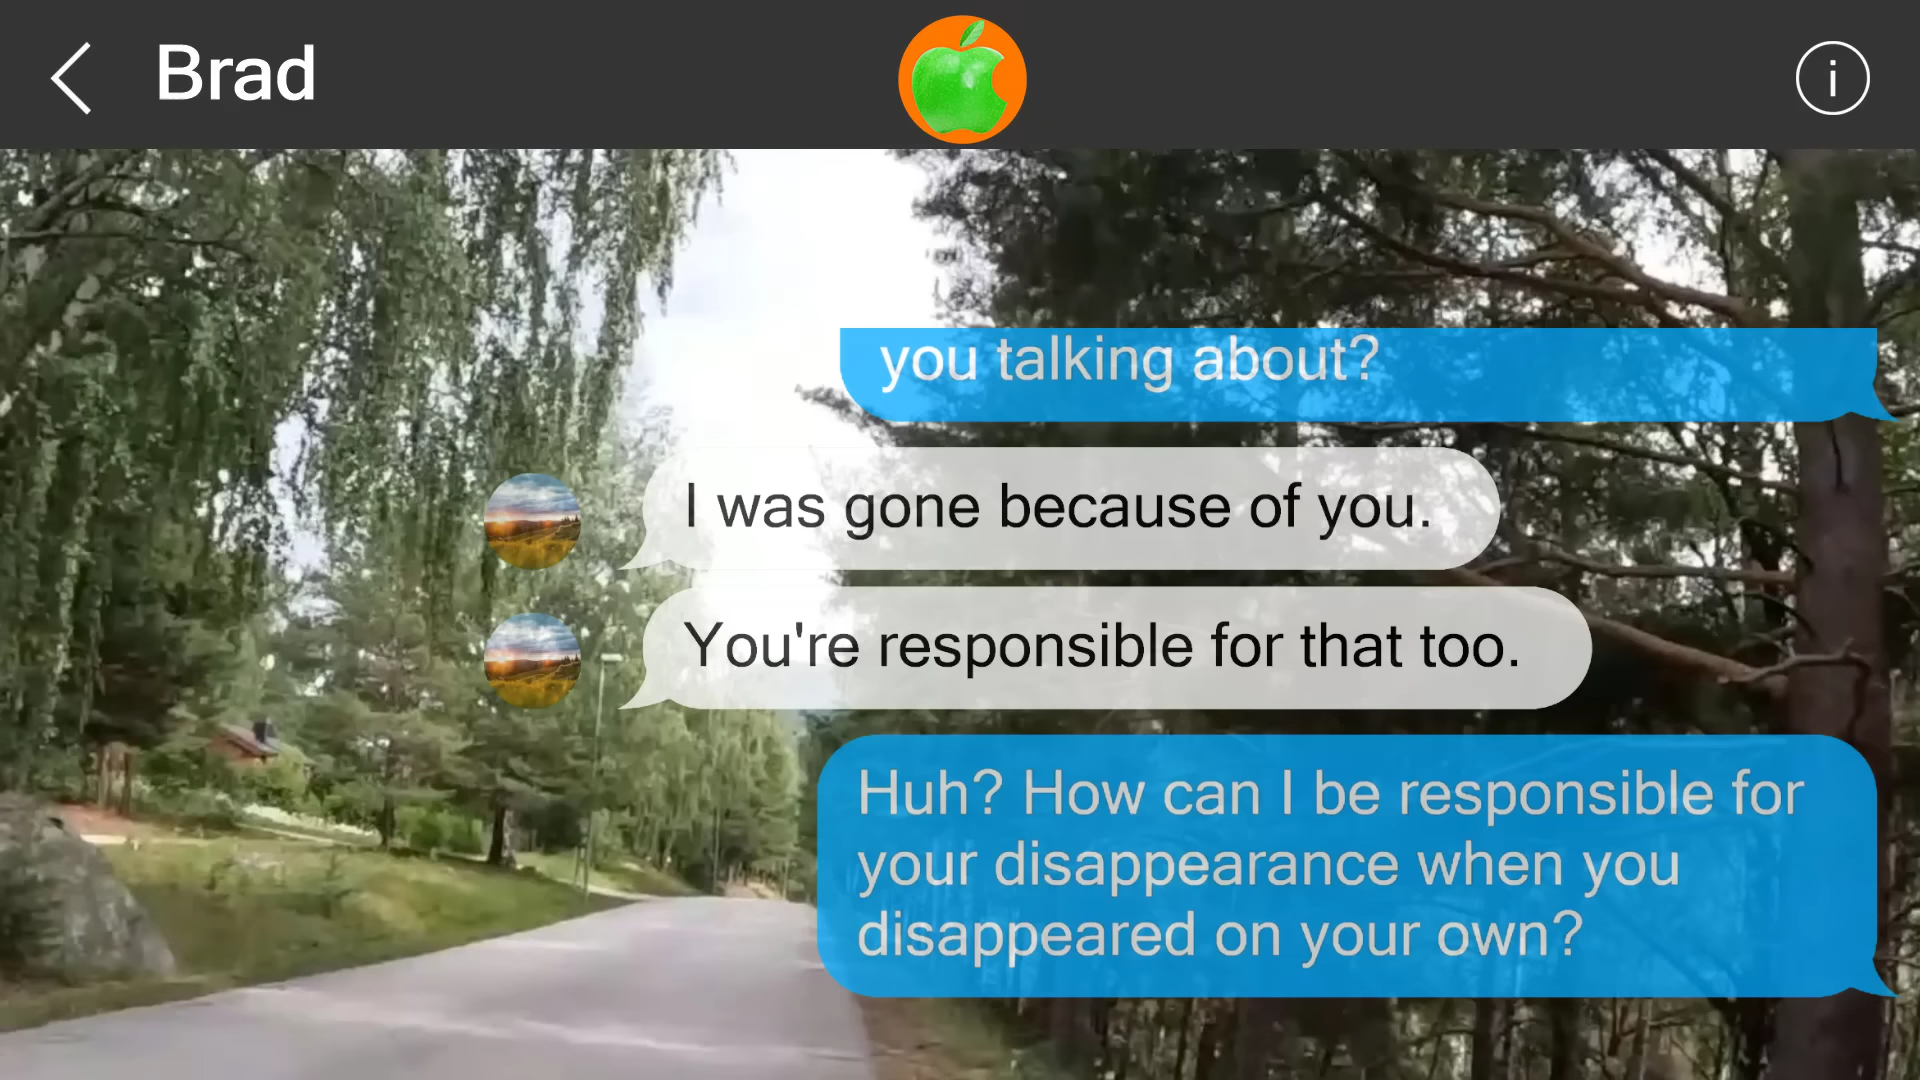 Brad
i
you talking about?
I was gone because of you.
You're responsible for that too.
Huh? How can I be responsible for
your disappearance when you
disappeared on your own?